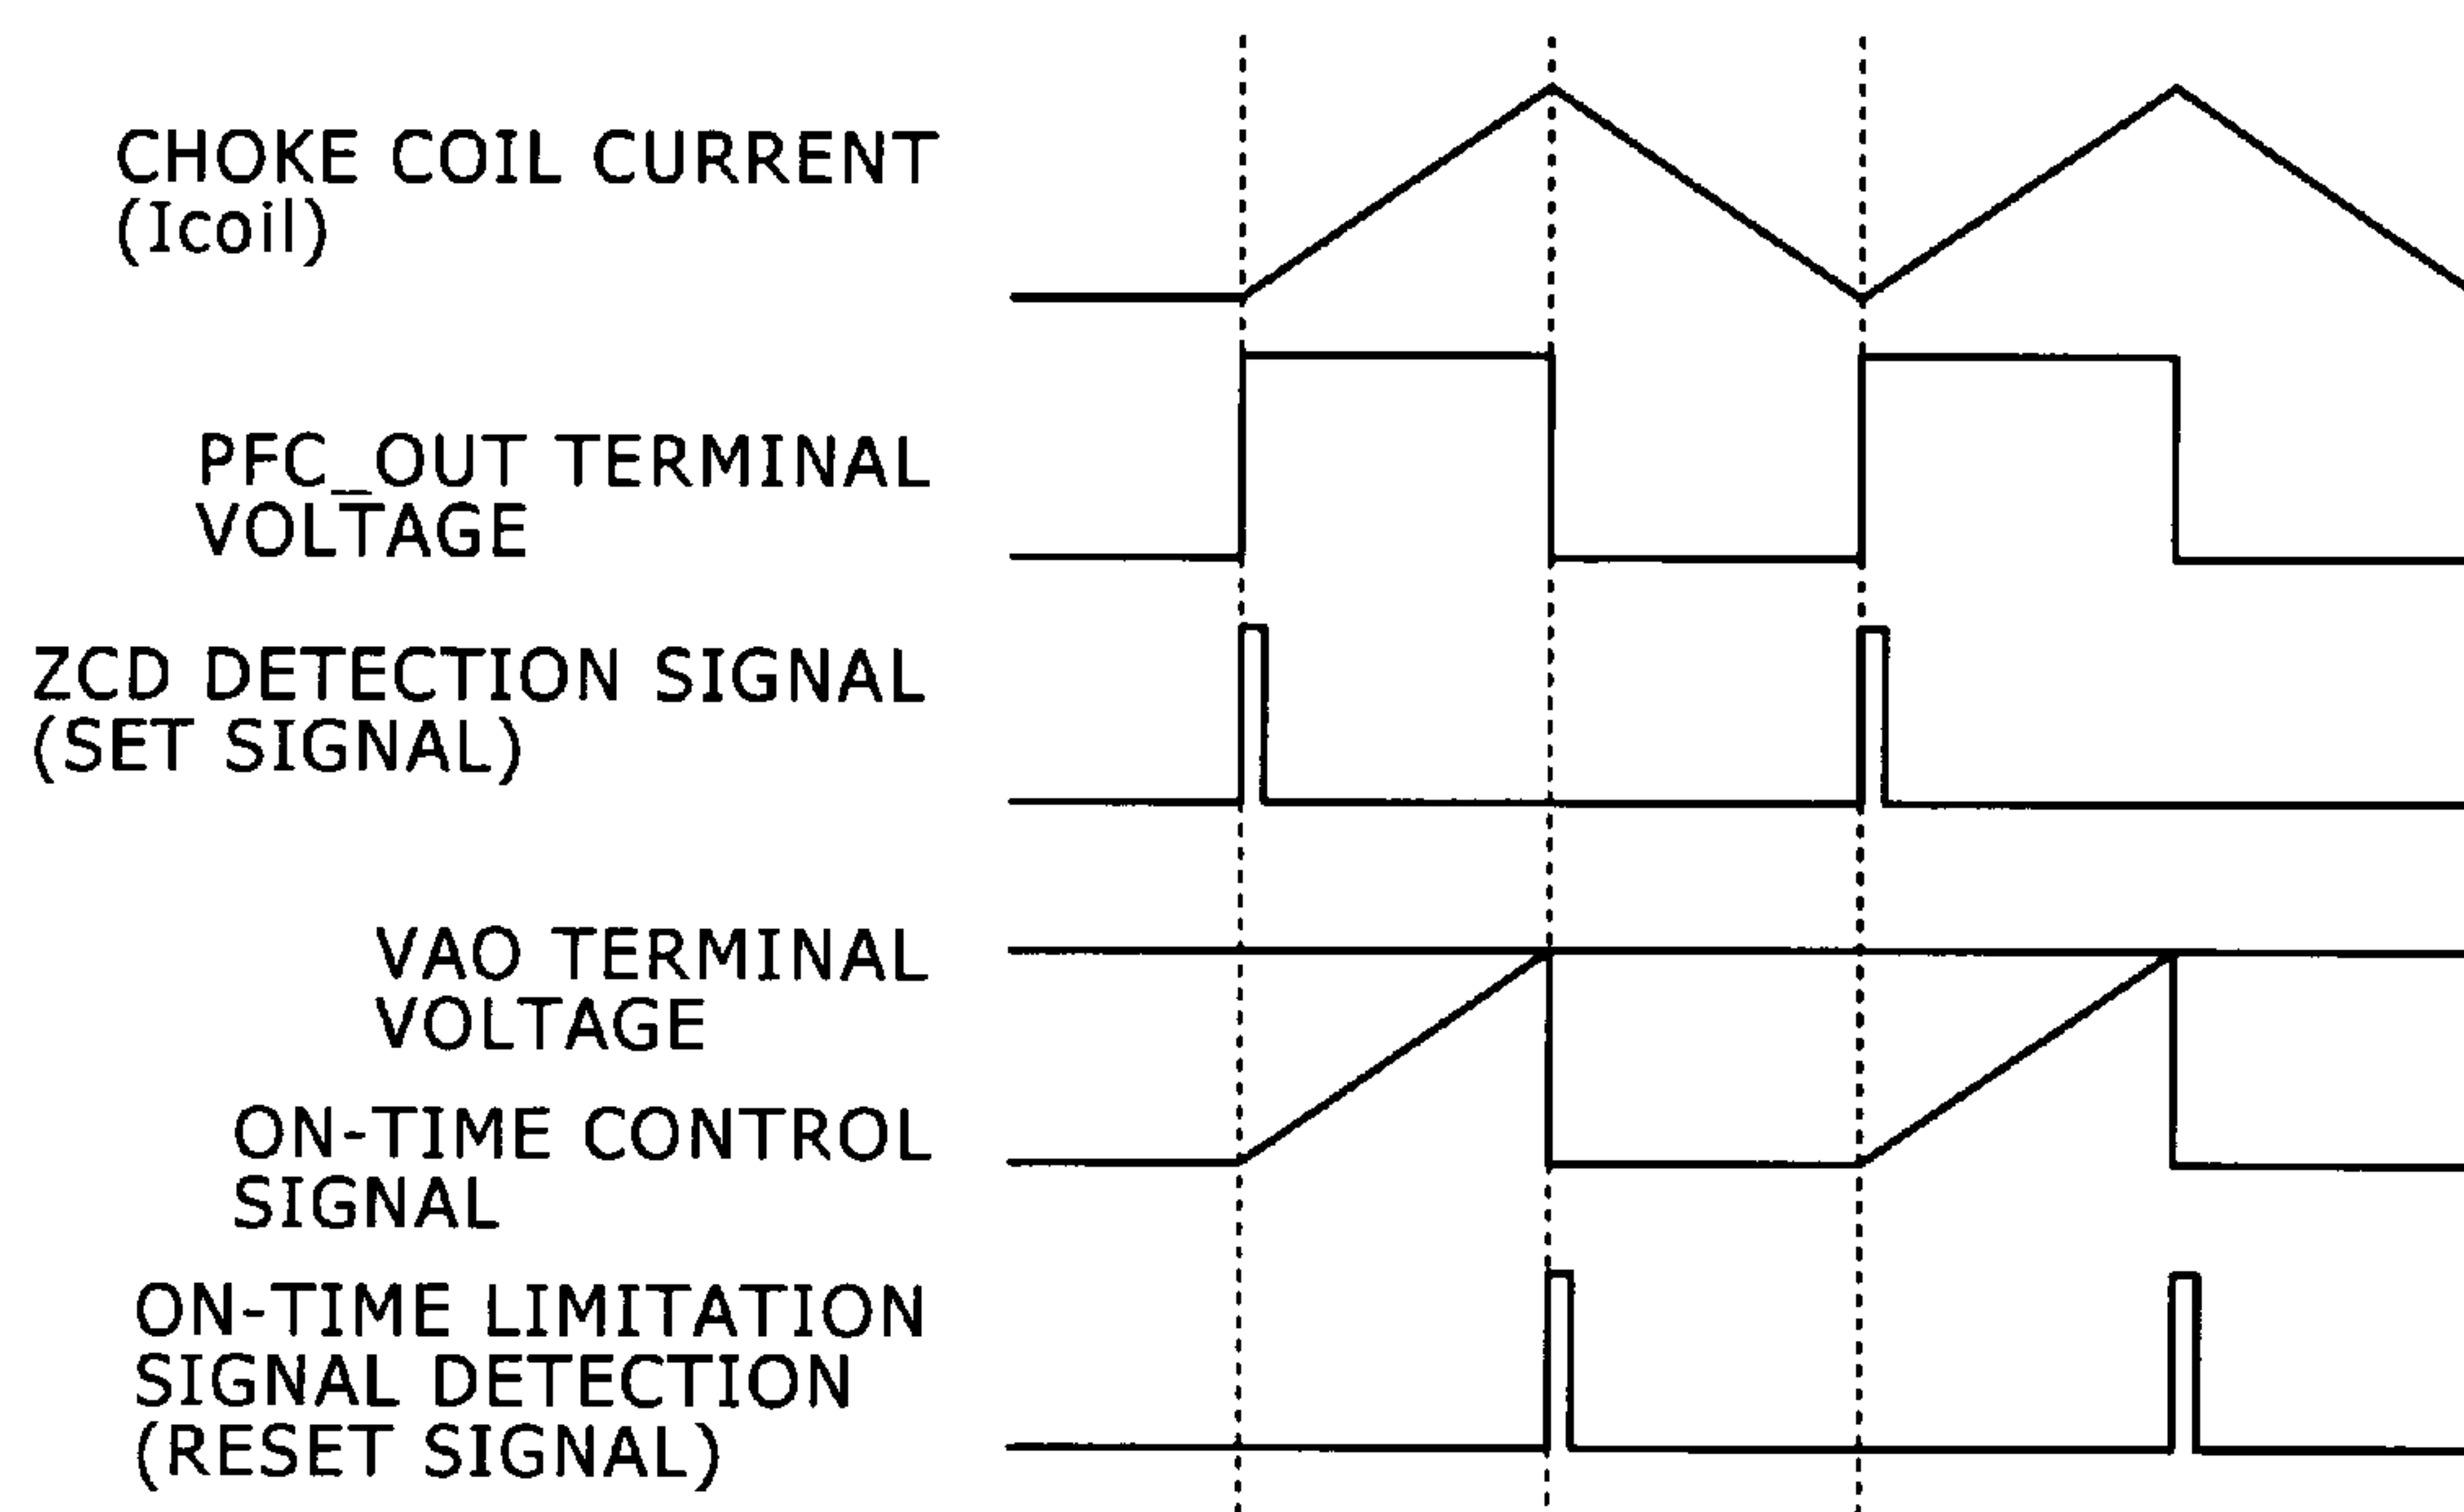 CHOKE COIL CURRENT
(Icoil)
PFC_OUT TERMINAL
VOLTAGE
ZCD DETECTION SIGNAL
(SET SIGNAL)
VAO TERMINAL
VOLTAGE
ON-TIME CONTROL
SIGNAL
ON-TIME LIMITATION
SIGNAL DETECTION
(RESET SIGNAL)